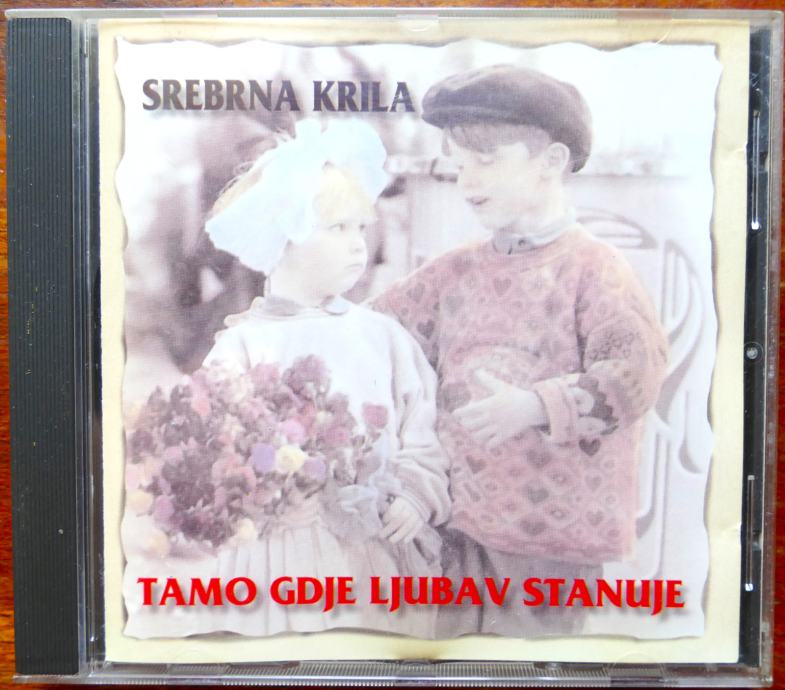 SREBRNA KRILA
TAMO GDJE LJUBAV STANUJE